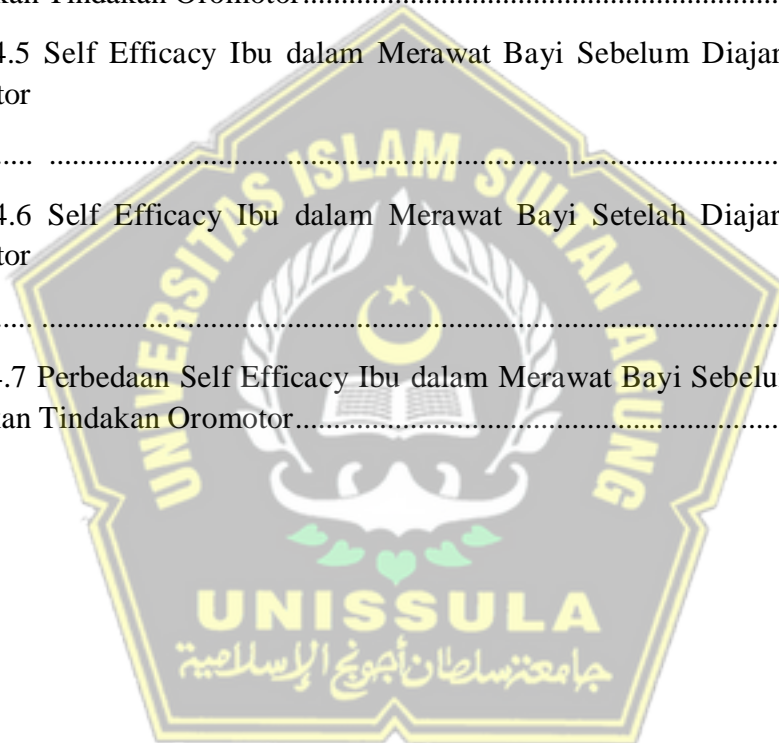 kan Tindakan Oromotor
4.5 Self Efficacy Ibu dalam Merawat Bayi Sebelum Diajar
tor
..... ................................................................
4.6 Self Efficacy Ibu dalam Merawat Bayi Setelah Diajar
tor
..... ................................................................
4.7 Perbedaan Self Efficacy Ibu dalam Merawat Bayi Sebelu
kan Tindakan Oromotor................................................
UNIVERSITAS ISLAM SULTAN AGUNG
UNISSULA
جامعة سلطان أجونج الإسلامية